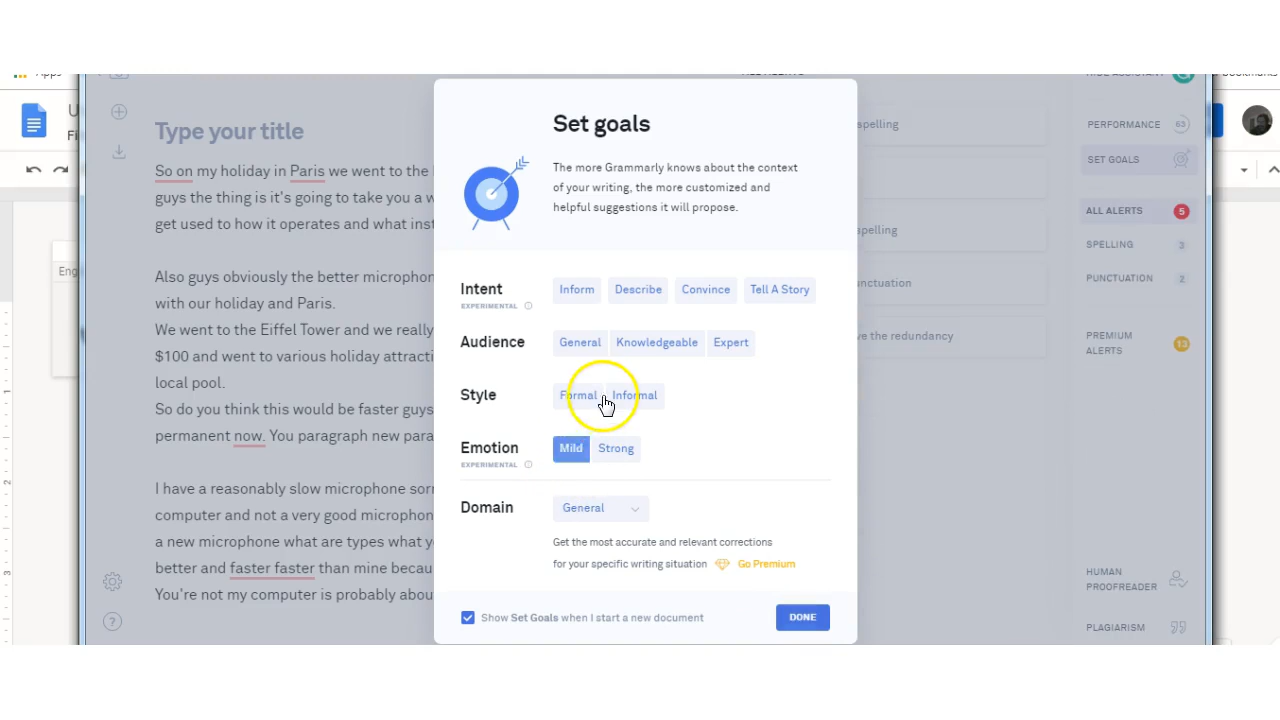 Set goals
The more Grammarly knows about the context
of your writing, the more customized and
helpful suggestions it will propose.
Intent
EXPERIMENTAL
Inform Describe Convince Tell A Story
Audience General Knowledgeable Expert
Style Formal Informal
Emotion
EXPERIMENTAL
Mild Strong
Domain General
Get the most accurate and relevant corrections
for your specific writing situation Go Premium
Show Set Goals when I start a new document DONE
Type your title
So on my holiday in Paris we went to the
guys the thing is it's going to take you a w
get used to how it operates and what inst
Also guys obviously the better microphon
with our holiday and Paris.
We went to the Eiffel Tower and we really
$100 and went to various holiday attracti
local pool.
So do you think this would be faster guys
permanent now. You paragraph new para
I have a reasonably slow microphone sorr
computer and not a very good microphon
a new microphone what are types what y
better and faster faster than mine becau
You're not my computer is probably abou
spelling
spelling
unctuation
ve the redundancy
PERFORMANCE 63
SET GOALS
ALL ALERTS 5
SPELLING 3
PUNCTUATION 2
PREMIUM
ALERTS 13
HUMAN
PROOFREADER
PLAGIARISM
U
Fi
Eng
1
2
3